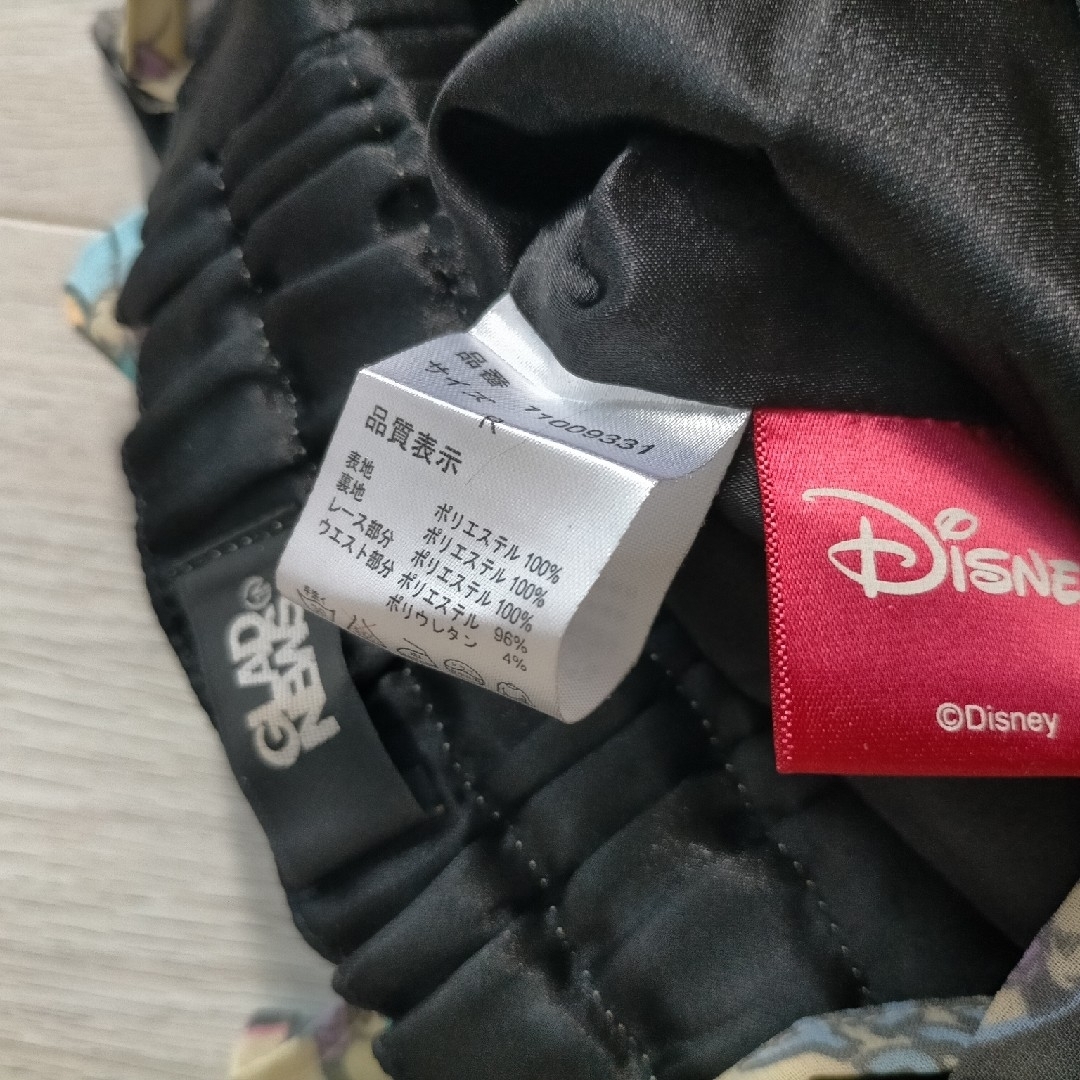 品番 11009331
サイズ R
品質表示
表地 ポリエステル 100%
裏地 ポリエステル 100%
レース部分 ポリエステル 100%
ウエスト部分 ポリエステル 96%
ポリウレタン 4%
GLAD
NEWS
DISNE
©Disney